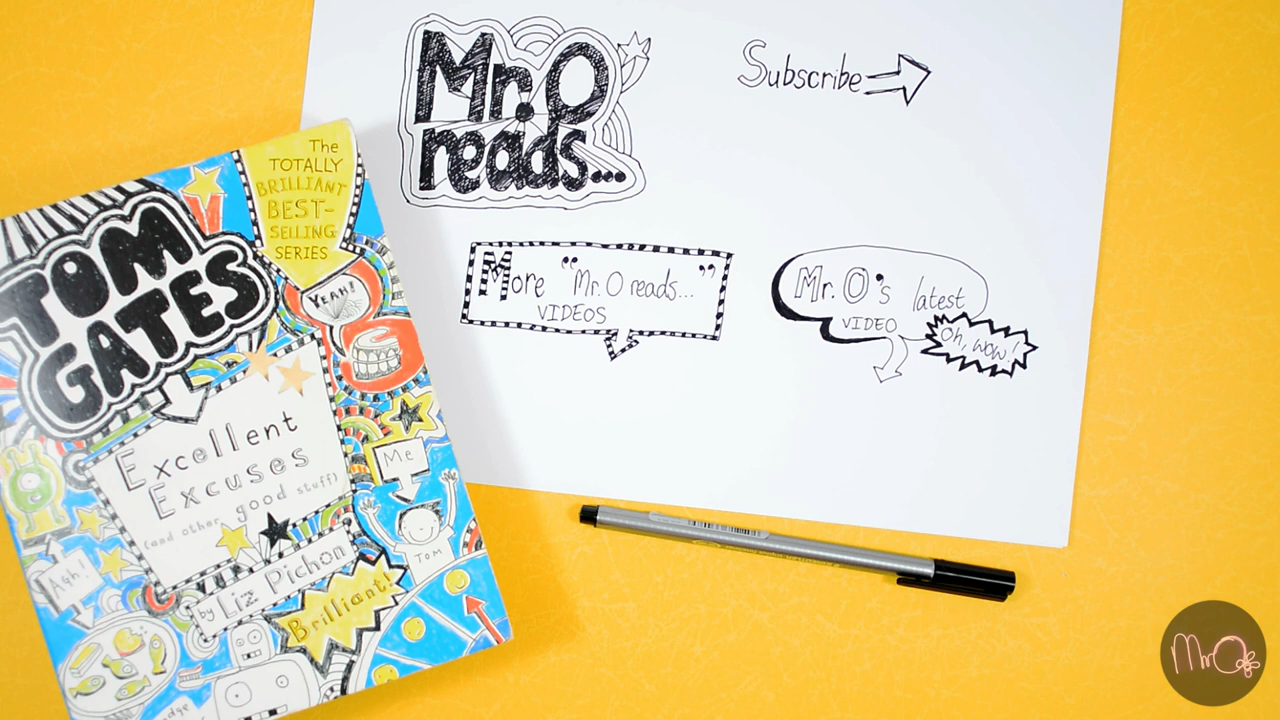 Mr. O
reads...
Subscribe
More “Mr. O reads...”
VIDEOS
Mr. O's latest
VIDEO
Oh, wow!
The
TOTALLY
BRILLIANT
BEST-
SELLING
SERIES
TOM
GATES
YEAH!
Excellent
Excuses
(and other good stuff)
by Liz Pichon
Brilliant!
Me
TOM
Agh!
Mr O